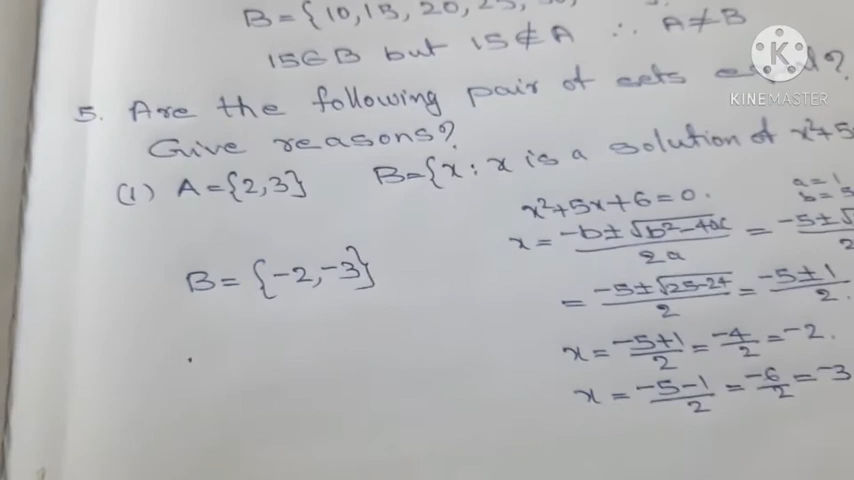 B = {10, 15, 20, 25,
15 ∈ B but 15 ∉ A ∴ A ≠ B
KINEMASTER
5. Are the following pair of sets
Give reasons?
(1) A = {2,3} B = {x : x is a solution of x²+5
x²+5x+6=0.
a = 1
b = 5
x = -b±√b²-4ac / 2a = -5±√
B = {-2,-3}
= -5±√25-24 / 2 = -5±1 / 2.
x = -5+1 / 2 = -4 / 2 = -2.
x = -5-1 / 2 = -6 / 2 = -3